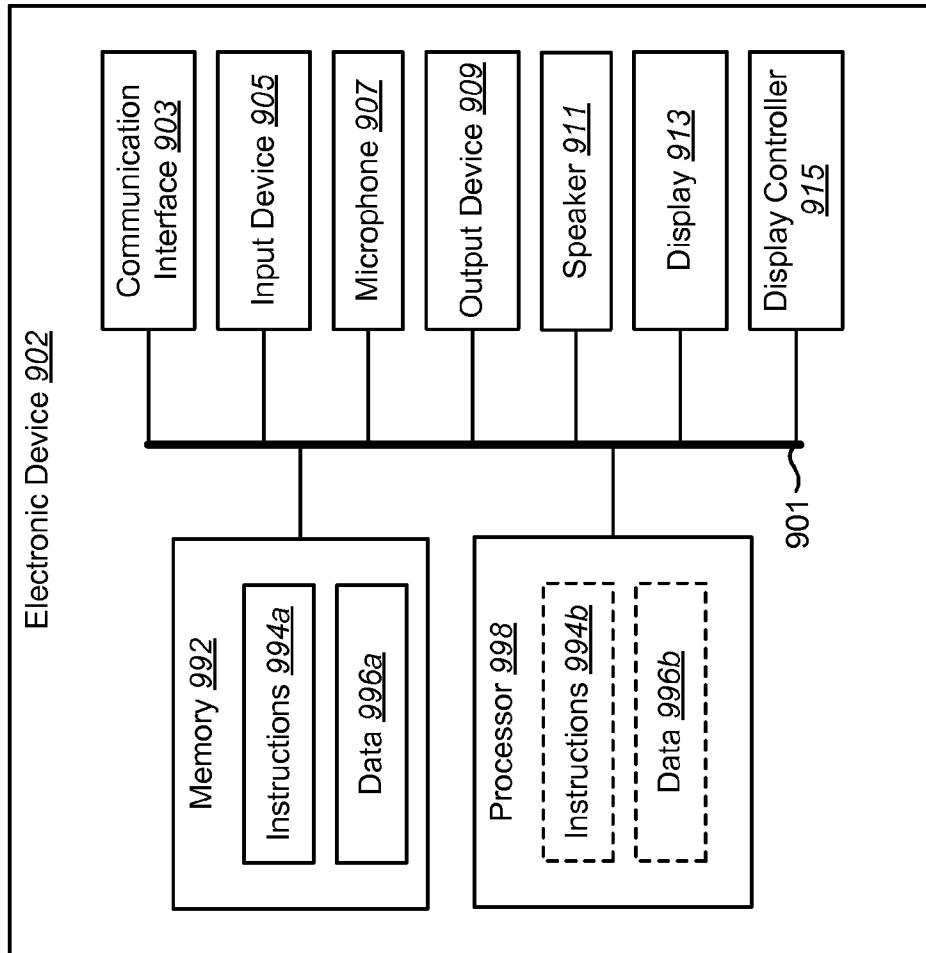 Electronic Device 902
Memory 992
Instructions 994a
Data 996a
Processor 998
Instructions 994b
Data 996b
901
Communication
Interface 903
Input Device 905
Microphone 907
Output Device 909
Speaker 911
Display 913
Display Controller
915